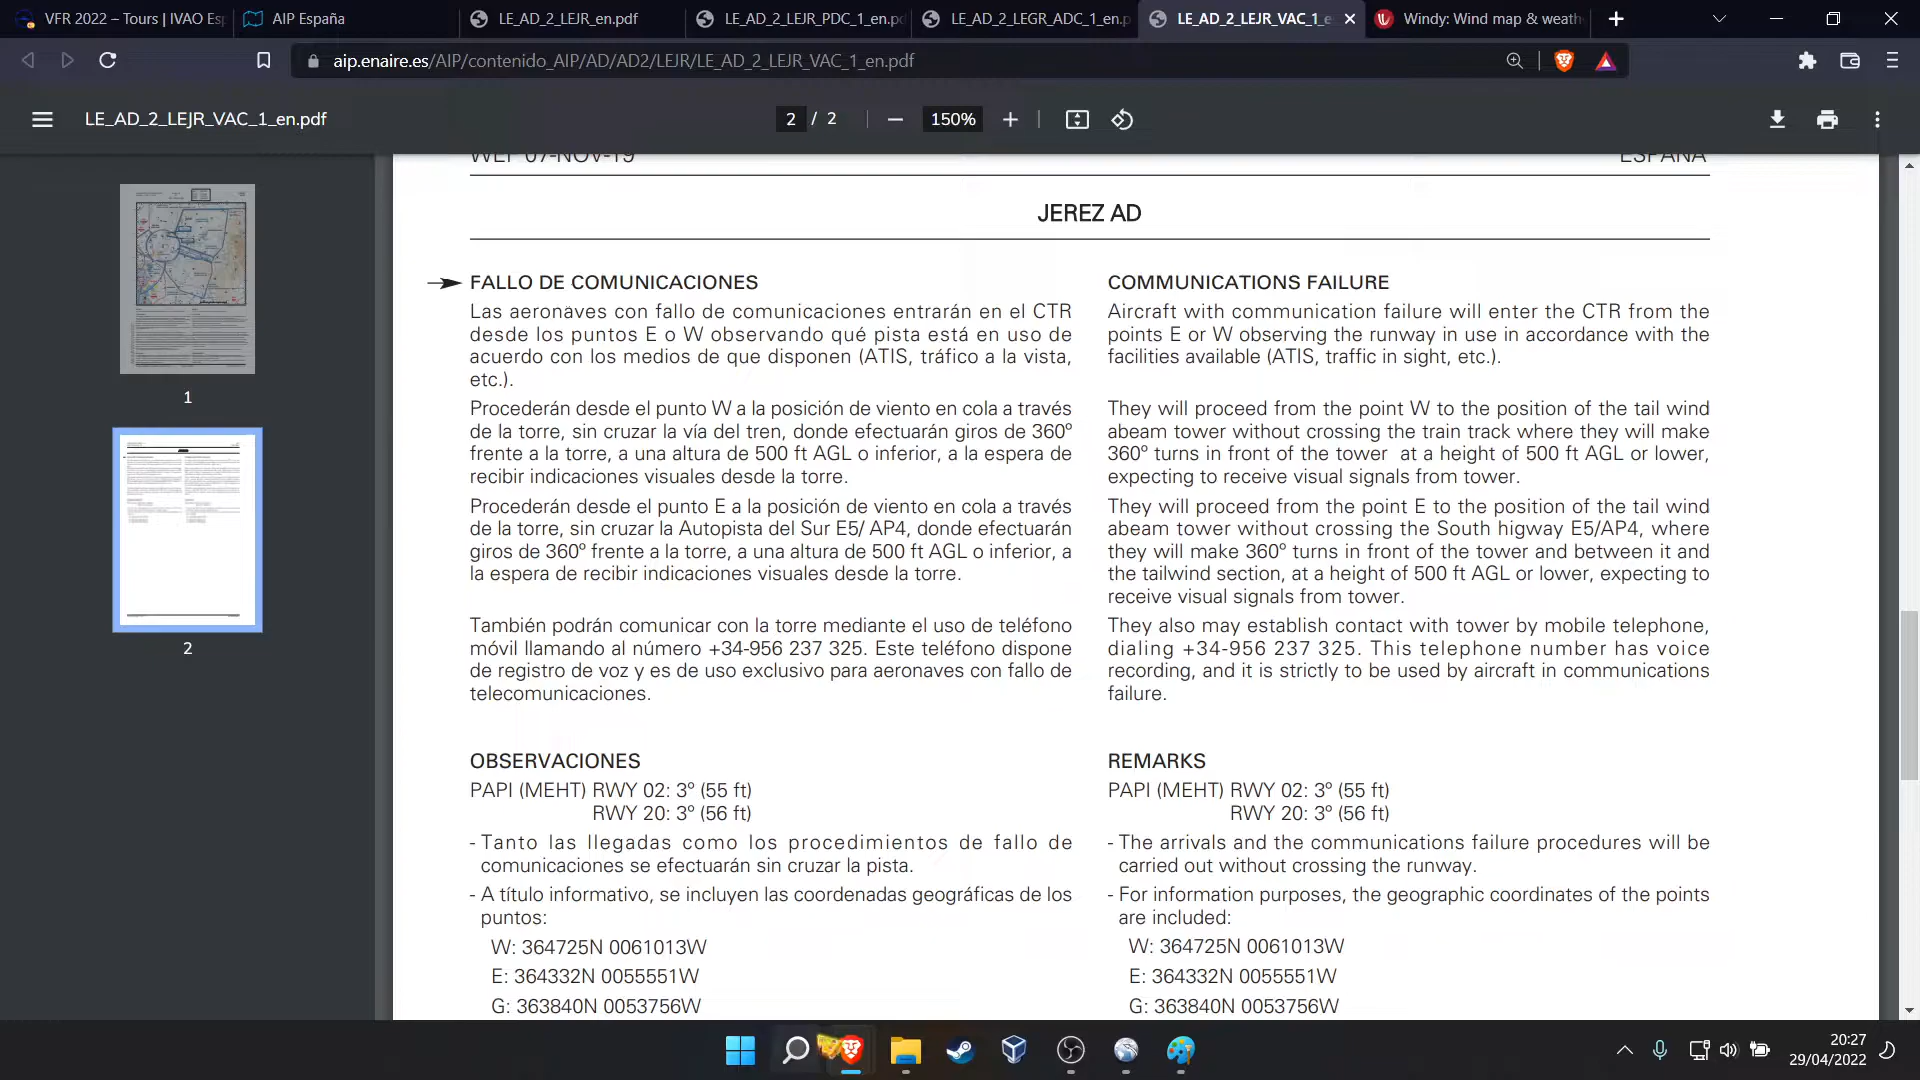 VFR 2022 – Tours | IVAO Es
AIP España
LE_AD_2_LEJR_en.pdf
LE_AD_2_LEJR_PDC_1_en.pd
LE_AD_2_LEGR_ADC_1_en.p
LE_AD_2_LEJR_VAC_1_e
Windy: Wind map & weath
aip.enaire.es/AIP/contenido_AIP/AD/AD2/LEJR/LE_AD_2_LEJR_VAC_1_en.pdf
LE_AD_2_LEJR_VAC_1_en.pdf
2 / 2
150%
WEF 07-NOV-19
ESPAÑA
JEREZ AD
FALLO DE COMUNICACIONES
Las aeronaves con fallo de comunicaciones entrarán en el CTR
desde los puntos E o W observando qué pista está en uso de
acuerdo con los medios de que disponen (ATIS, tráfico a la vista,
etc.).
Procederán desde el punto W a la posición de viento en cola a través
de la torre, sin cruzar la vía del tren, donde efectuarán giros de 360º
frente a la torre, a una altura de 500 ft AGL o inferior, a la espera de
recibir indicaciones visuales desde la torre.
Procederán desde el punto E a la posición de viento en cola a través
de la torre, sin cruzar la Autopista del Sur E5/ AP4, donde efectuarán
giros de 360º frente a la torre, a una altura de 500 ft AGL o inferior, a
la espera de recibir indicaciones visuales desde la torre.
También podrán comunicar con la torre mediante el uso de teléfono
móvil llamando al número +34-956 237 325. Este teléfono dispone
de registro de voz y es de uso exclusivo para aeronaves con fallo de
telecomunicaciones.
OBSERVACIONES
PAPI (MEHT) RWY 02: 3º (55 ft)
RWY 20: 3º (56 ft)
- Tanto las llegadas como los procedimientos de fallo de
comunicaciones se efectuarán sin cruzar la pista.
- A título informativo, se incluyen las coordenadas geográficas de los
puntos:
W: 364725N 0061013W
E: 364332N 0055551W
G: 363840N 0053756W
COMMUNICATIONS FAILURE
Aircraft with communication failure will enter the CTR from the
points E or W observing the runway in use in accordance with the
facilities available (ATIS, traffic in sight, etc.).
They will proceed from the point W to the position of the tail wind
abeam tower without crossing the train track where they will make
360º turns in front of the tower at a height of 500 ft AGL or lower,
expecting to receive visual signals from tower.
They will proceed from the point E to the position of the tail wind
abeam tower without crossing the South higway E5/AP4, where
they will make 360º turns in front of the tower and between it and
the tailwind section, at a height of 500 ft AGL or lower, expecting to
receive visual signals from tower.
They also may establish contact with tower by mobile telephone,
dialing +34-956 237 325. This telephone number has voice
recording, and it is strictly to be used by aircraft in communications
failure.
REMARKS
PAPI (MEHT) RWY 02: 3º (55 ft)
RWY 20: 3º (56 ft)
- The arrivals and the communications failure procedures will be
carried out without crossing the runway.
- For information purposes, the geographic coordinates of the points
are included:
W: 364725N 0061013W
E: 364332N 0055551W
G: 363840N 0053756W
1
2
20:27
29/04/2022